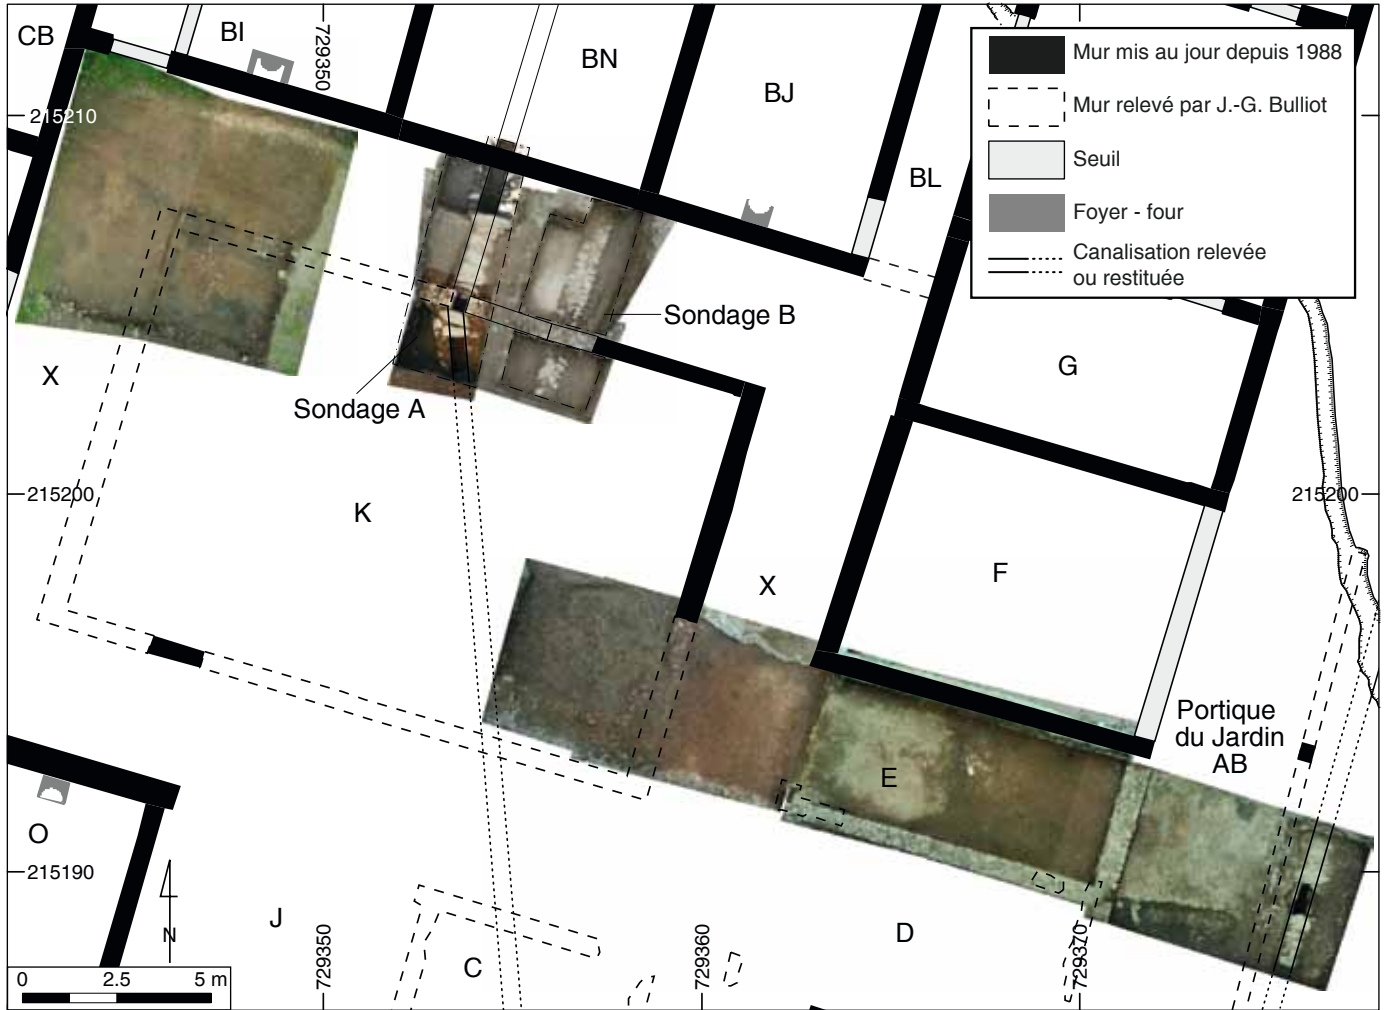 CB
BI
729350
BN
BJ
Mur mis au jour depuis 1988
Mur relevé par J.-G. Bulliot
Seuil
Foyer - four
Canalisation relevée
ou restituée
215210
BL
Sondage B
X
Sondage A
G
215200
215200
K
F
X
Portique
du Jardin
AB
E
O
215190
N
J
729350
C
729360
D
729370
0 2.5 5 m